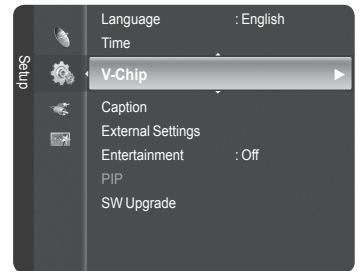 Setup
Language : English
Time
V-Chip
Caption
External Settings
Entertainment : Off
PIP
SW Upgrade